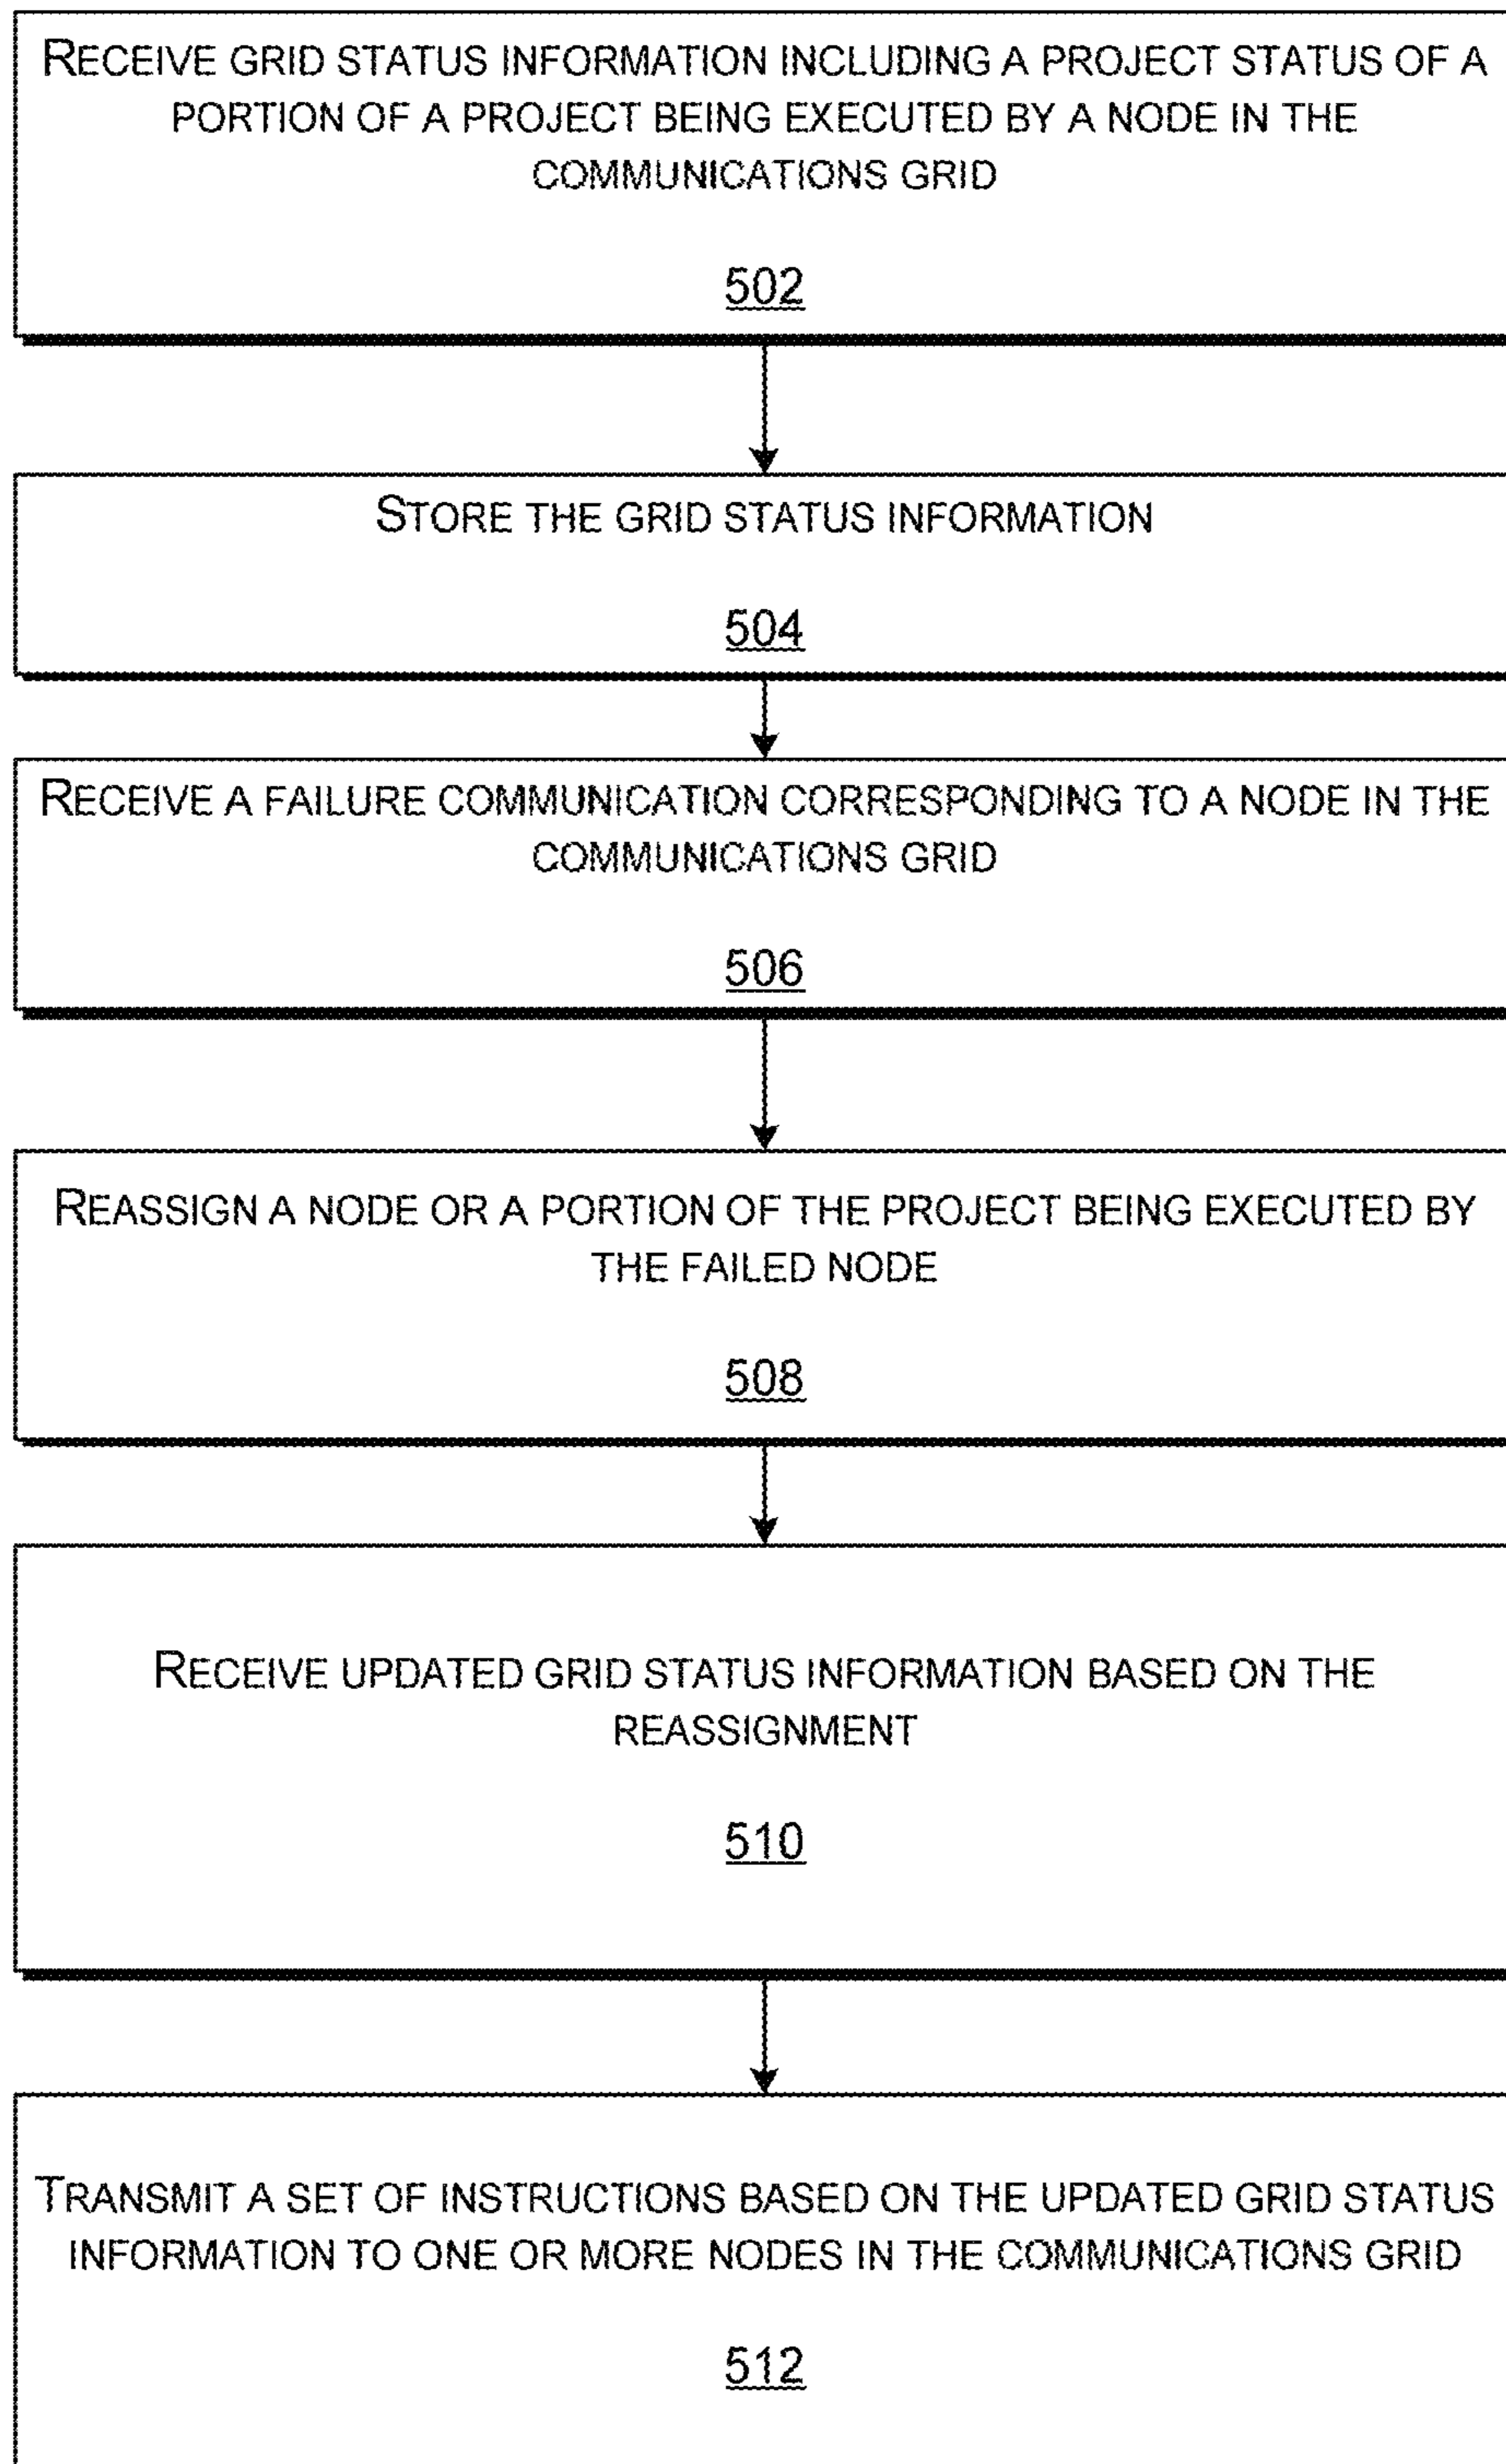 RECEIVE GRID STATUS INFORMATION INCLUDING A PROJECT STATUS OF A
PORTION OF A PROJECT BEING EXECUTED BY A NODE IN THE
COMMUNICATIONS GRID
502
STORE THE GRID STATUS INFORMATION
504
RECEIVE A FAILURE COMMUNICATION CORRESPONDING TO A NODE IN THE
COMMUNICATIONS GRID
506
REASSIGN A NODE OR A PORTION OF THE PROJECT BEING EXECUTED BY
THE FAILED NODE
508
RECEIVE UPDATED GRID STATUS INFORMATION BASED ON THE
REASSIGNMENT
510
TRANSMIT A SET OF INSTRUCTIONS BASED ON THE UPDATED GRID STATUS
INFORMATION TO ONE OR MORE NODES IN THE COMMUNICATIONS GRID
512